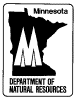 Minnesota
DEPARTMENT OF
NATURAL RESOURCES